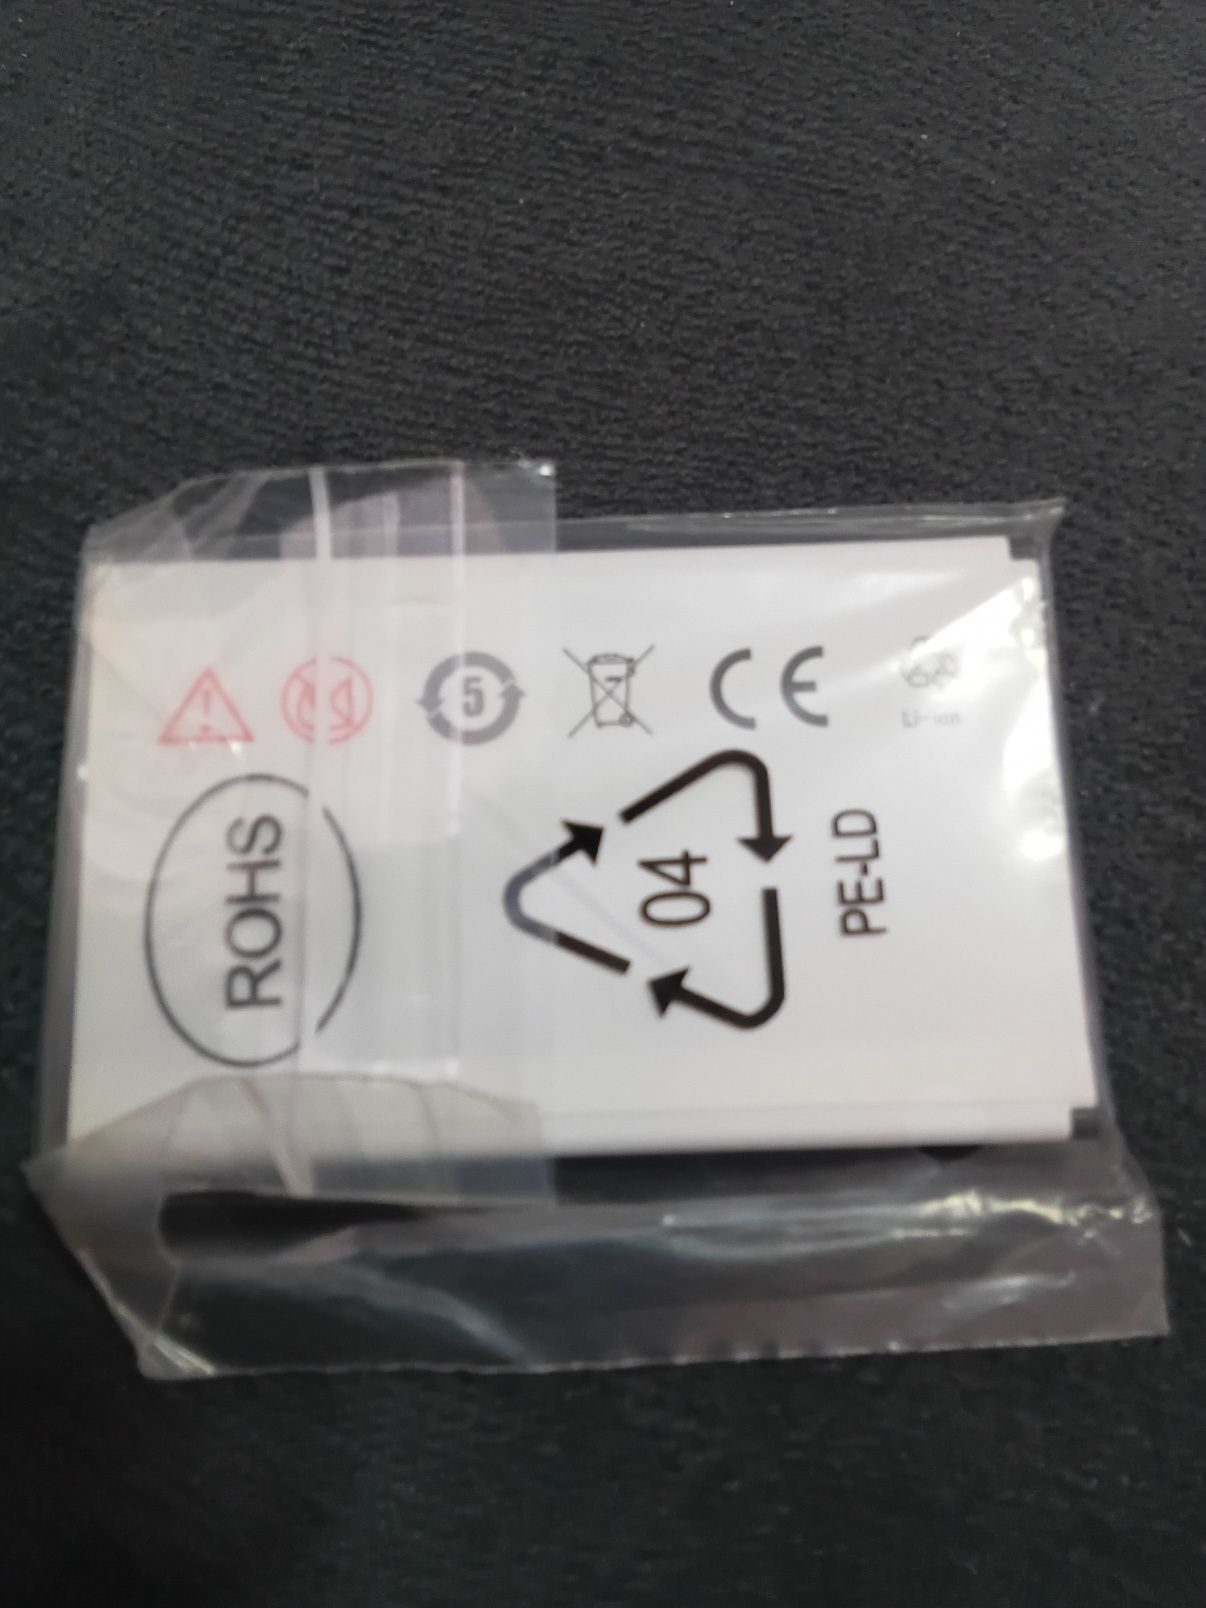 5
CE
Li-ion
ROHS
04
PE-LD